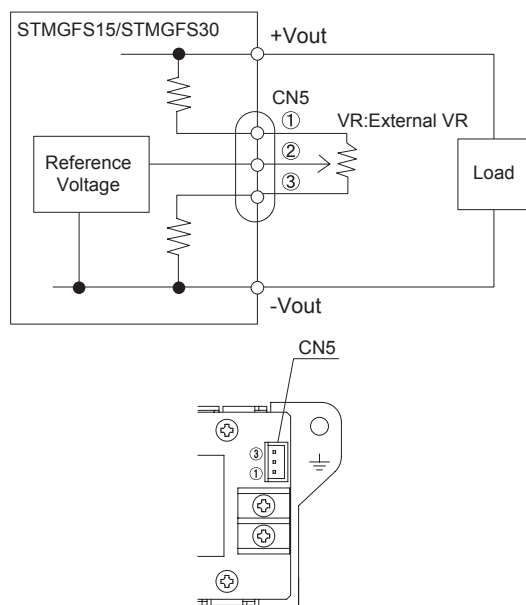 STMGFS15/STMGFS30
+Vout
CN5
①
VR:External VR
②
③
Reference
Voltage
Load
-Vout
CN5
③
①